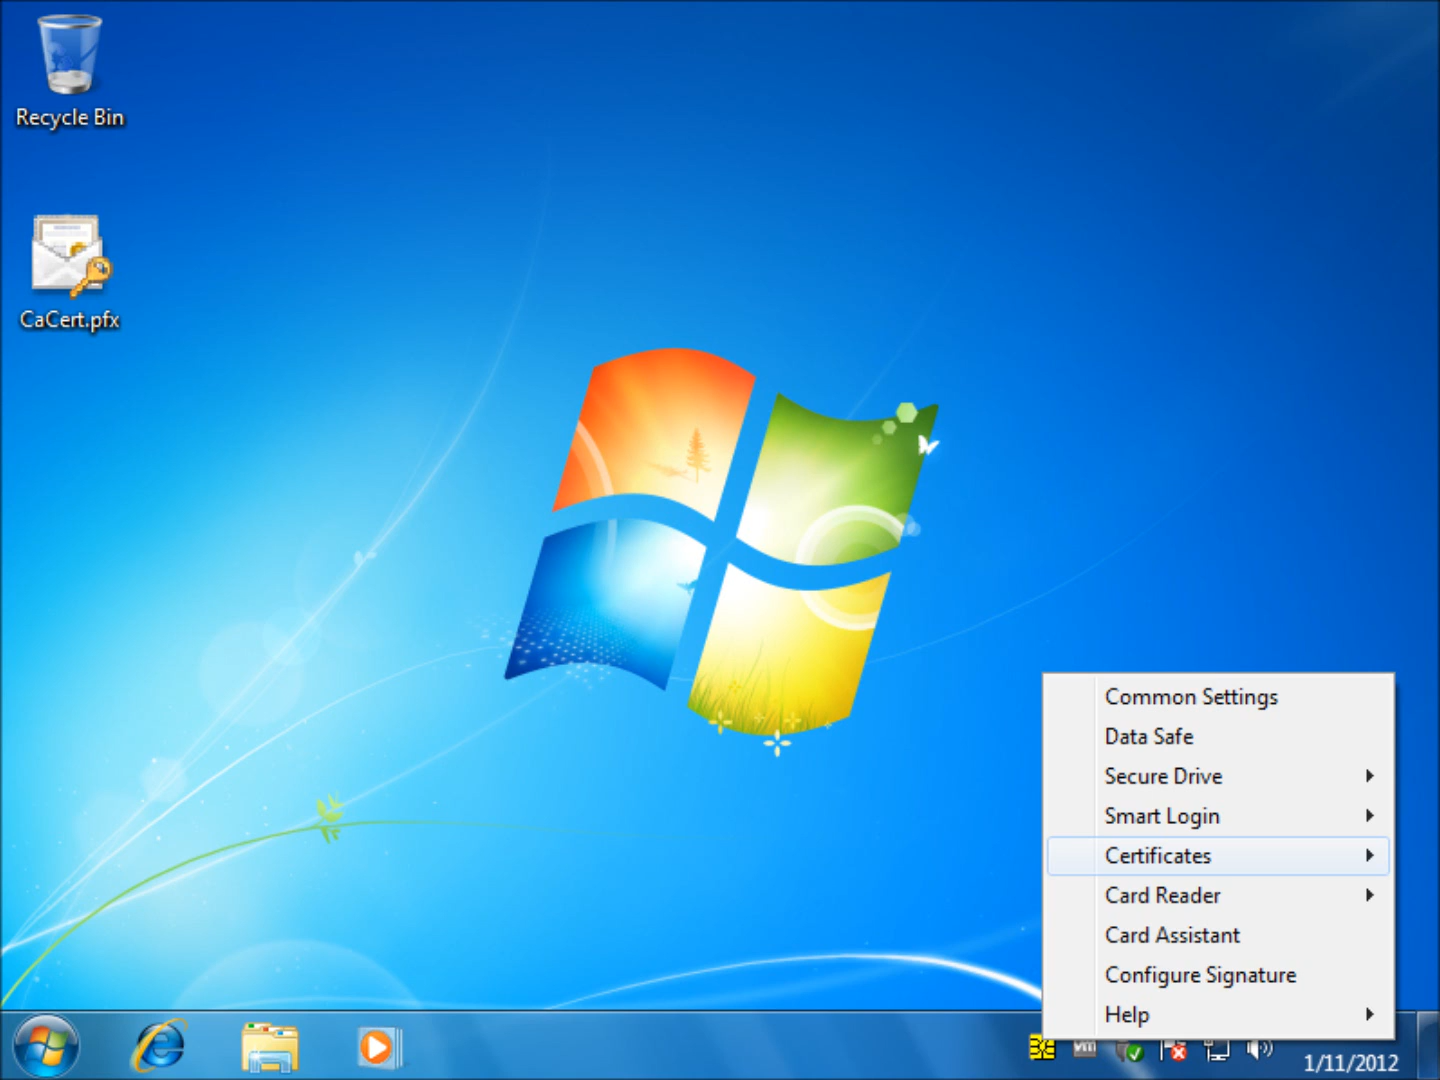 Recycle Bin
CaCert.pfx
Common Settings
Data Safe
Secure Drive
Smart Login
Certificates
Card Reader
Card Assistant
Configure Signature
Help
vm
1/11/2012